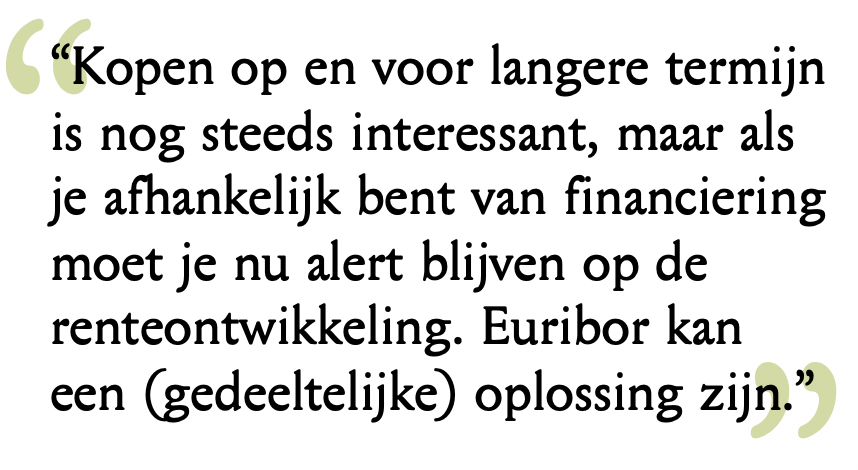 “Kopen op en voor langere termijn
is nog steeds interessant, maar als
je afhankelijk bent van financiering
moet je nu alert blijven op de
renteontwikkeling. Euribor kan
een (gedeeltelijke) oplossing zijn.”